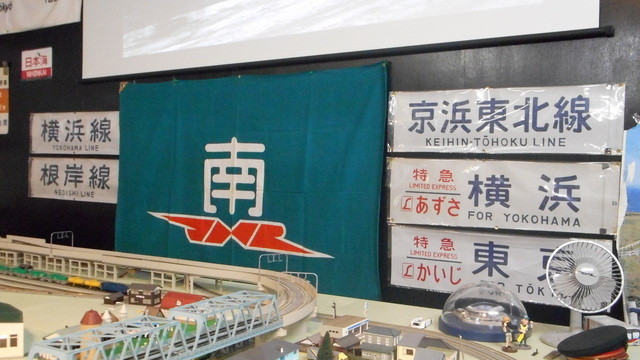 日本海
NIHONKAI
横浜線
YOKOHAMA LINE
根岸線
NEGISHI LINE
南
京浜東北線
KEIHIN-TŌHOKU LINE
特急
LIMITED EXPRESS
あずさ
横浜
FOR YOKOHAMA
特急
LIMITED EXPRESS
かいじ
東